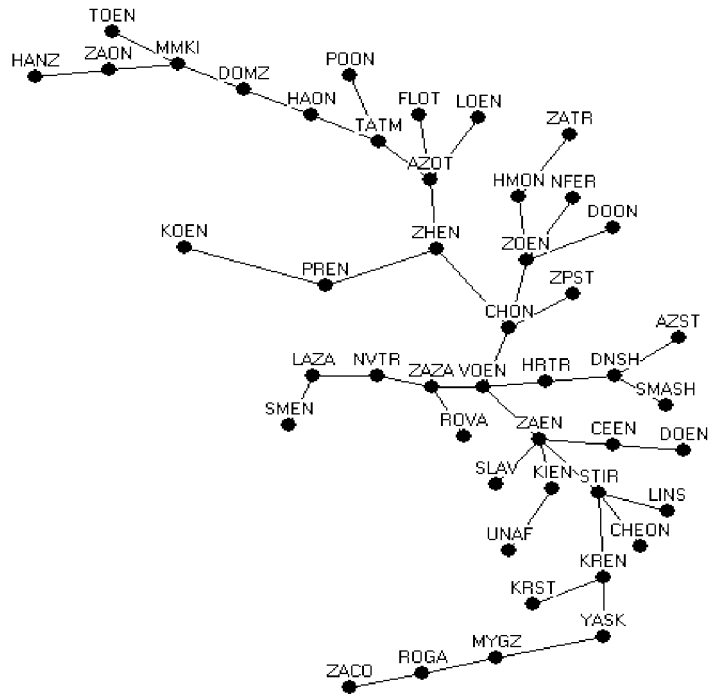 TOEN
HANZ
ZAON
MMKI
DOMZ
POON
HAON
FLOT
LOEN
TATM
ZATR
AZOT
HMON
NFER
DOON
KOEN
ZHEN
ZOEN
PREN
ZPST
CHON
AZST
LAZA
NVTR
ZAZA
VOEN
HRTR
DNSH
SMASH
SMEN
ROVA
ZAEN
CEEN
DOEN
SLAV
KIEN
STIR
LINS
UNAF
CHEON
KREN
KRST
YASK
MYGZ
ROGA
ZACO